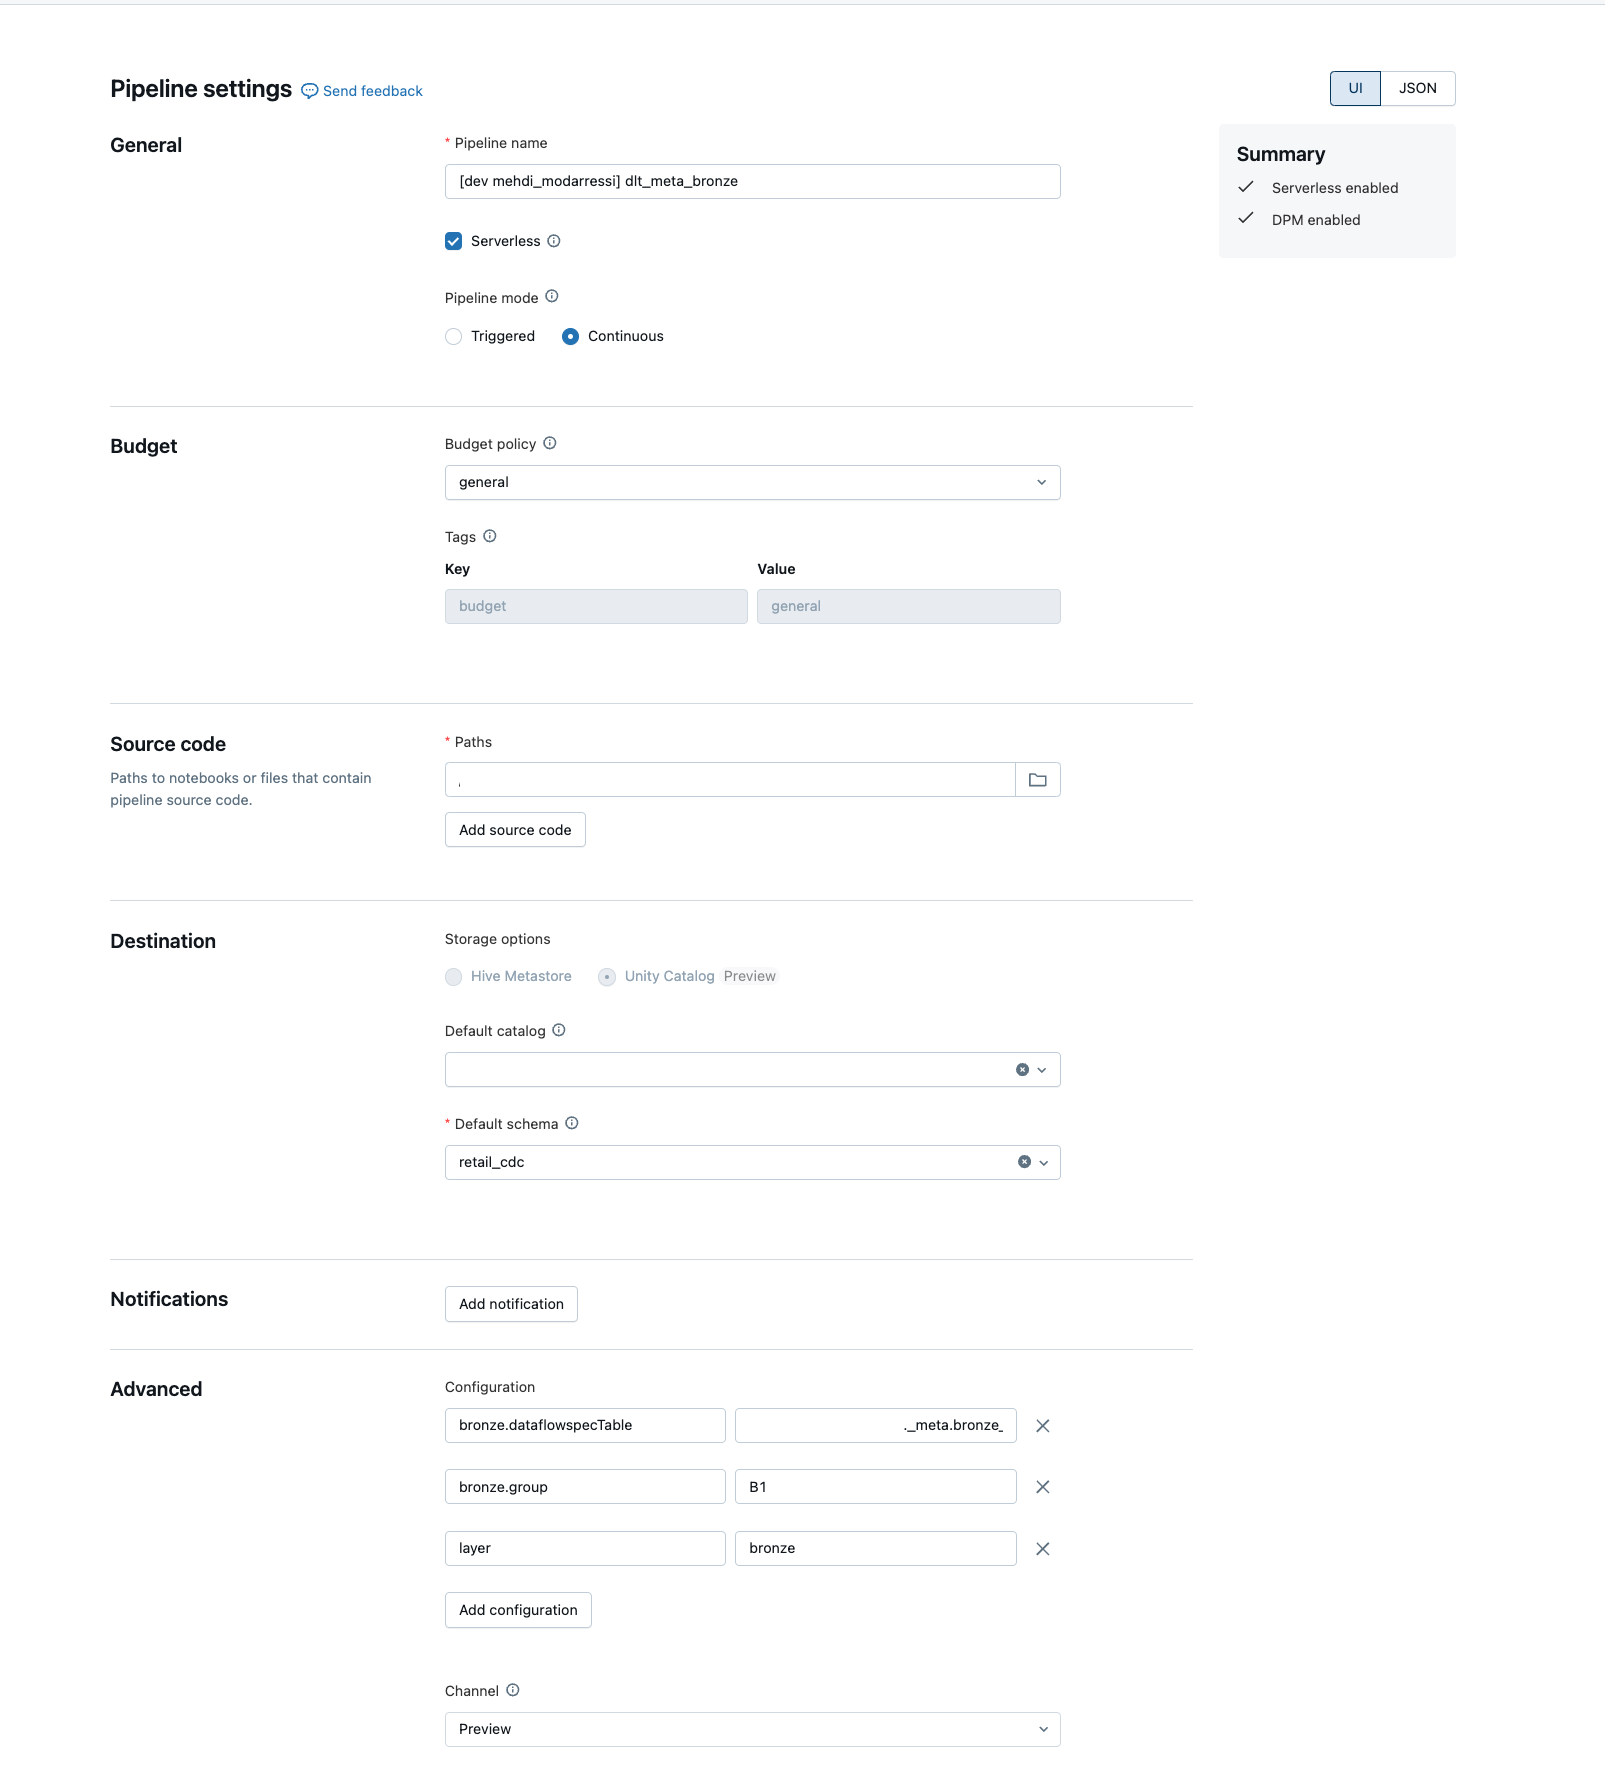 Pipeline settings Send feedback
UI JSON
General
* Pipeline name
[dev mehdi_modarressi] dlt_meta_bronze
Serverless
Pipeline mode
Triggered Continuous
Summary
Serverless enabled
DPM enabled
Budget
Budget policy
general
Tags
Key Value
budget general
Source code
Paths to notebooks or files that contain
pipeline source code.
* Paths
Add source code
Destination
Storage options
Hive Metastore Unity Catalog Preview
Default catalog
* Default schema
retail_cdc
Notifications
Add notification
Advanced
Configuration
bronze.dataflowspecTable ._meta.bronze_
bronze.group B1
layer bronze
Add configuration
Channel
Preview